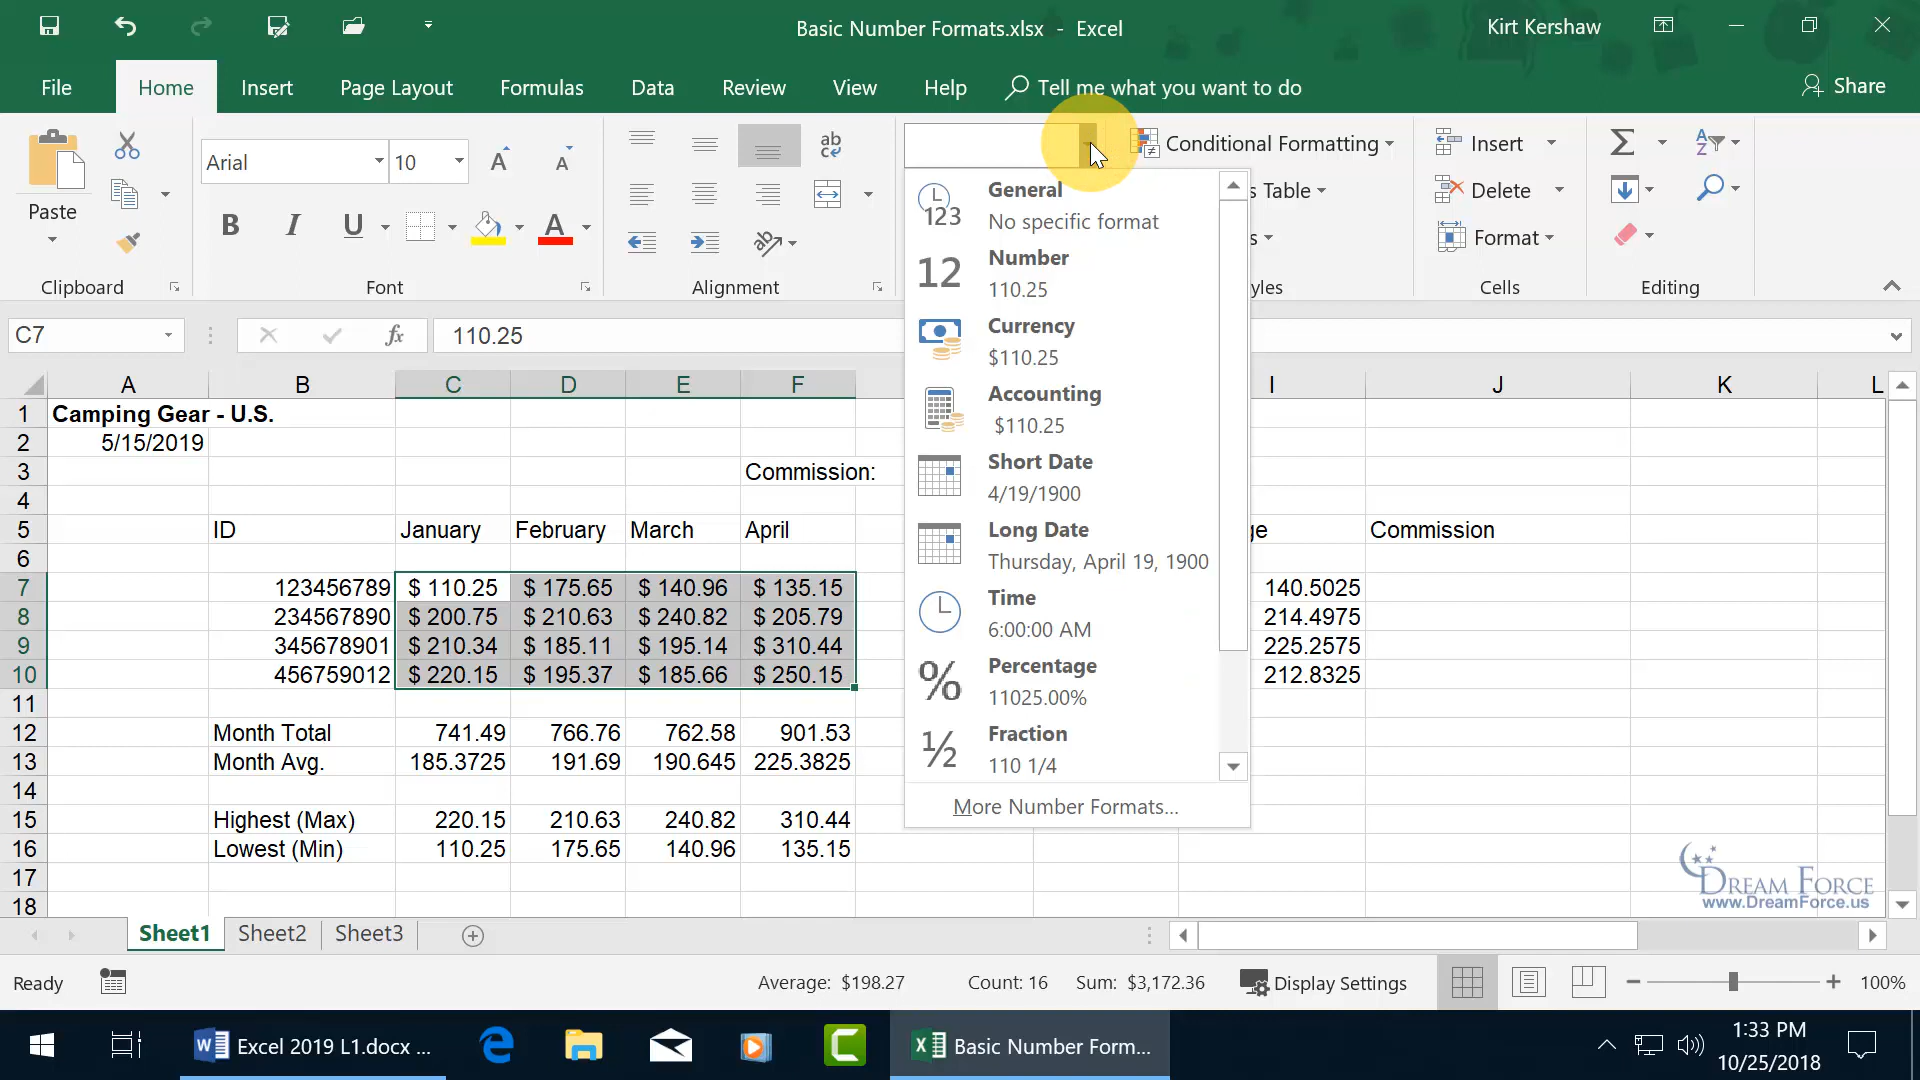 Basic Number Formats.xlsx - Excel
Kirt Kershaw
File Home Insert Page Layout Formulas Data Review View Help Tell me what you want to do Share
Paste
Clipboard
Arial 10
B I U A
Font
ab
Alignment
Conditional Formatting
s Table
s
yles
Insert
Delete
Format
Cells
Editing
General
No specific format
Number
110.25
Currency
$110.25
Accounting
$110.25
Short Date
4/19/1900
Long Date
Thursday, April 19, 1900
Time
6:00:00 AM
Percentage
11025.00%
Fraction
110 1/4
More Number Formats...
C7 fx 110.25
A B C D E F I J K L
1 Camping Gear - U.S.
2 5/15/2019
3 Commission:
4
5 ID January February March April ge Commission
6
7 123456789 $ 110.25 $ 175.65 $ 140.96 $ 135.15 140.5025
8 234567890 $ 200.75 $ 210.63 $ 240.82 $ 205.79 214.4975
9 345678901 $ 210.34 $ 185.11 $ 195.14 $ 310.44 225.2575
10 456759012 $ 220.15 $ 195.37 $ 185.66 $ 250.15 212.8325
11
12 Month Total 741.49 766.76 762.58 901.53
13 Month Avg. 185.3725 191.69 190.645 225.3825
14
15 Highest (Max) 220.15 210.63 240.82 310.44
16 Lowest (Min) 110.25 175.65 140.96 135.15
17
18
DREAM FORCE
www.DreamForce.us
Sheet1 Sheet2 Sheet3
Ready Average: $198.27 Count: 16 Sum: $3,172.36 Display Settings 100%
Excel 2019 L1.docx ... Basic Number Form...
1:33 PM
10/25/2018